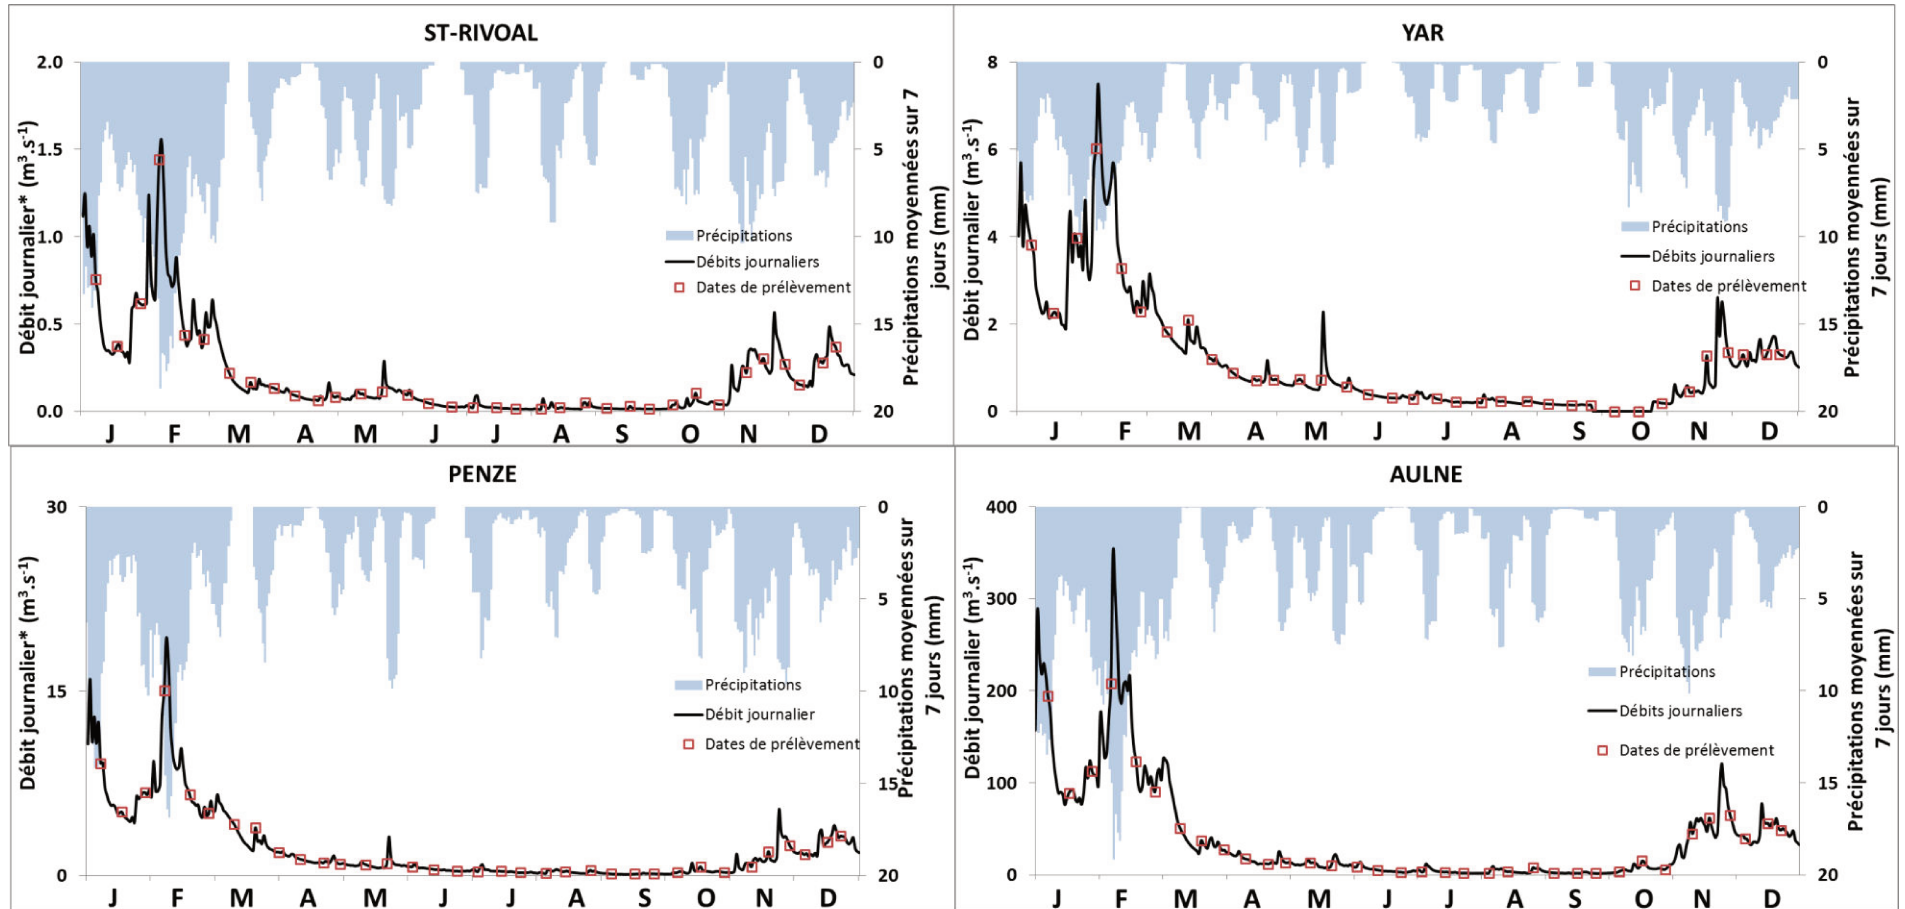 ST-RIVOAL
Débit journalier* (m³.s⁻¹)
2.0
1.5
1.0
0.5
0.0
0
5
10
15
20
Précipitations moyennées sur 7
jours (mm)
Précipitations
Débits journaliers
Dates de prélèvement
J F M A M J J A S O N D
YAR
Débit journalier (m³.s⁻¹)
8
6
4
2
0
0
5
10
15
20
Précipitations moyennées sur
7 jours (mm)
Précipitations
Débits journaliers
Dates de prélèvement
J F M A M J J A S O N D
PENZE
Débit journalier* (m³.s⁻¹)
30
15
0
0
5
10
15
20
Précipitations moyennées sur
7 jours (mm)
Précipitations
Débit journalier
Dates de prélèvement
J F M A M J J A S O N D
AULNE
Débit journalier (m³.s⁻¹)
400
300
200
100
0
0
5
10
15
20
Précipitations moyennées sur
7 jours (mm)
Précipitations
Débits journaliers
Dates de prélèvement
J F M A M J J A S O N D